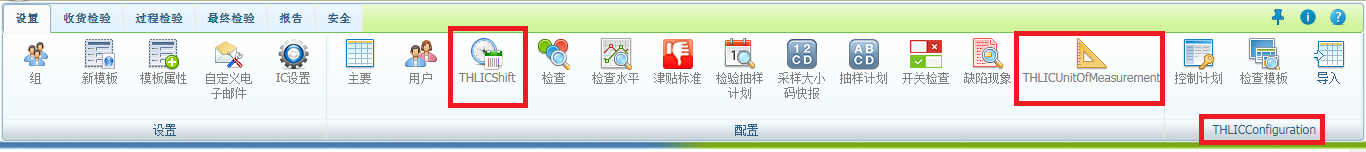 设置 收货检验 过程检验 最终检验 报告 安全
组 新模板 模板属性 自定义电子邮件 IC设置 主要 用户 THLICShift 检查 检查水平 津贴标准 检验抽样计划 采样大小码快报 抽样计划 开关检查 缺陷现象 THLICUnitOfMeasurement 控制计划 检查模板 导入
设置 配置 THLICConfiguration